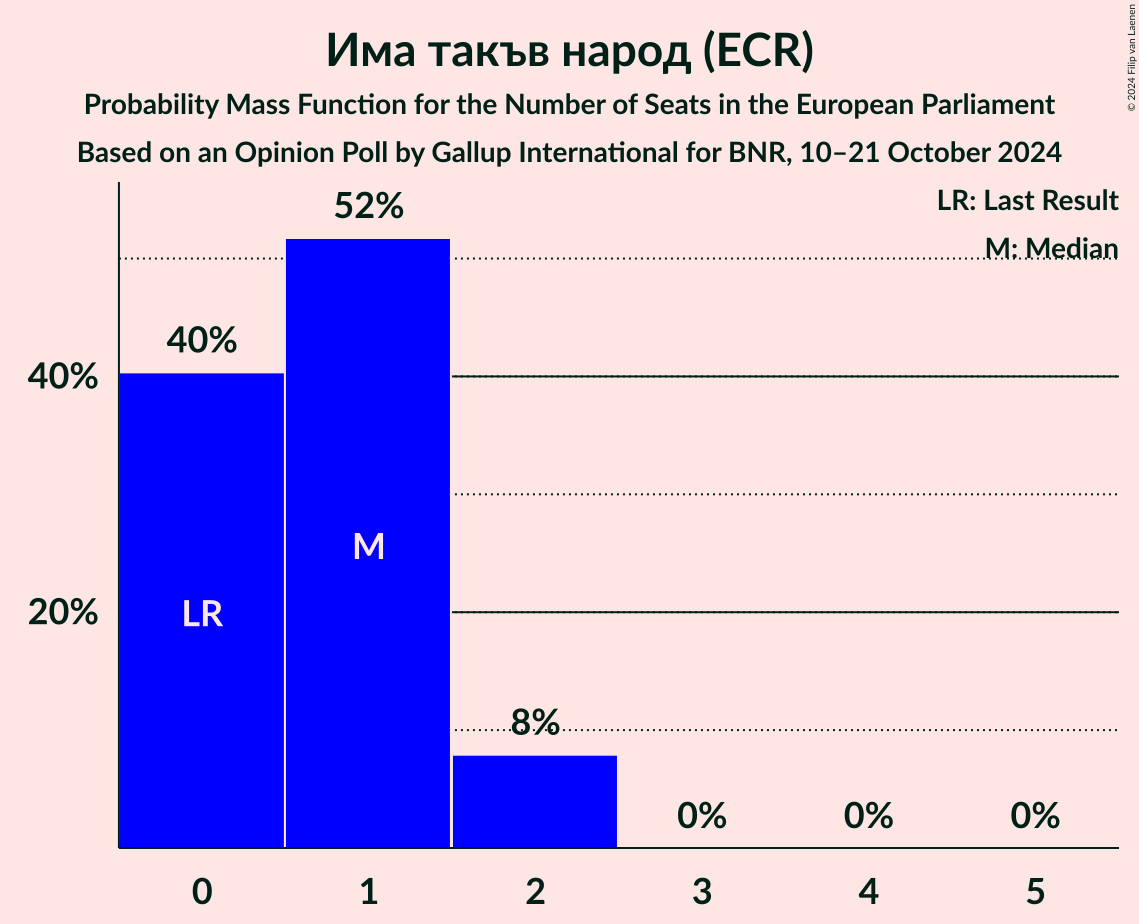 Има такъв народ (ECR)
Probability Mass Function for the Number of Seats in the European Parliament
Based on an Opinion Poll by Gallup International for BNR, 10–21 October 2024
© 2024 Filip van Laenen
LR: Last Result
M: Median
52%
40%
40%
M
20%
LR
8%
0%
0%
0%
0
1
2
3
4
5